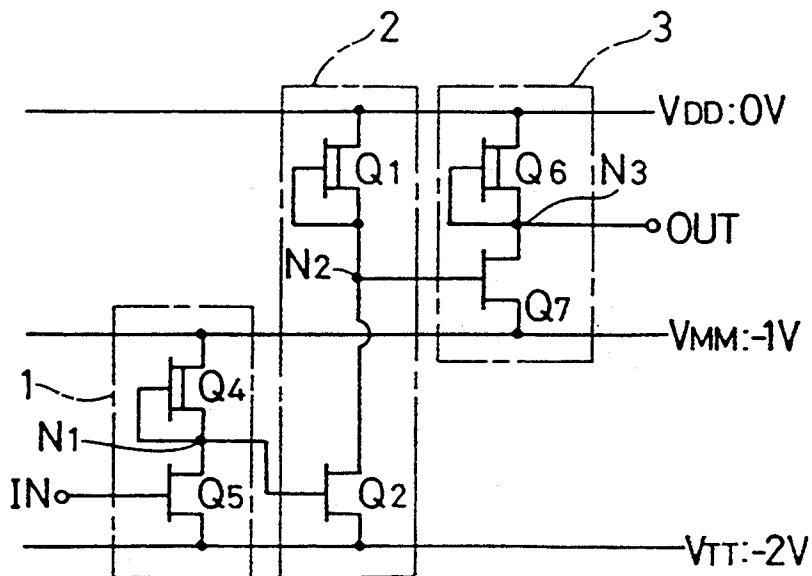 2
3
VDD:0V
Q1
Q6
N3
OUT
N2
Q7
VMM:-1V
1
Q4
N1
IN
Q5
Q2
VTT:-2V